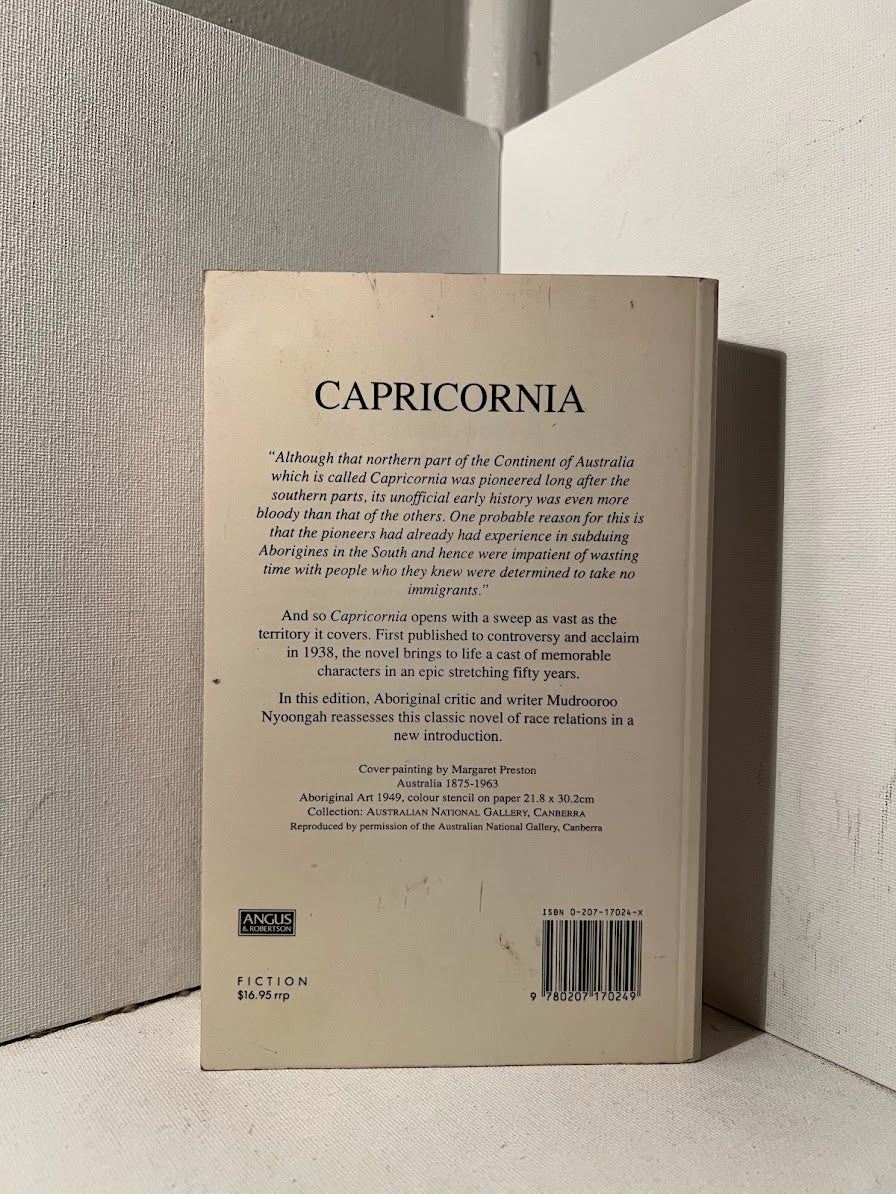 CAPRICORNIA
"Although that northern part of the Continent of Australia
which is called Capricornia was pioneered long after the
southern parts, its unofficial early history was even more
bloody than that of the others. One probable reason for this is
that the pioneers had already had experience in subduing
Aborigines in the South and hence were impatient of wasting
time with people who they knew were determined to take no
immigrants."
And so Capricornia opens with a sweep as vast as the
territory it covers. First published to controversy and acclaim
in 1938, the novel brings to life a cast of memorable
characters in an epic stretching fifty years.
In this edition, Aboriginal critic and writer Mudrooroo
Nyoongah reassesses this classic novel of race relations in a
new introduction.
Cover painting by Margaret Preston
Australia 1875-1963
Aboriginal Art 1949, colour stencil on paper 21.8 x 30.2cm
Collection: AUSTRALIAN NATIONAL GALLERY, CANBERRA
Reproduced by permission of the Australian National Gallery, Canberra
ANGUS
& ROBERTSON
FICTION
$16.95 rrp
ISBN 0-207-17024-X
9 780207 170249